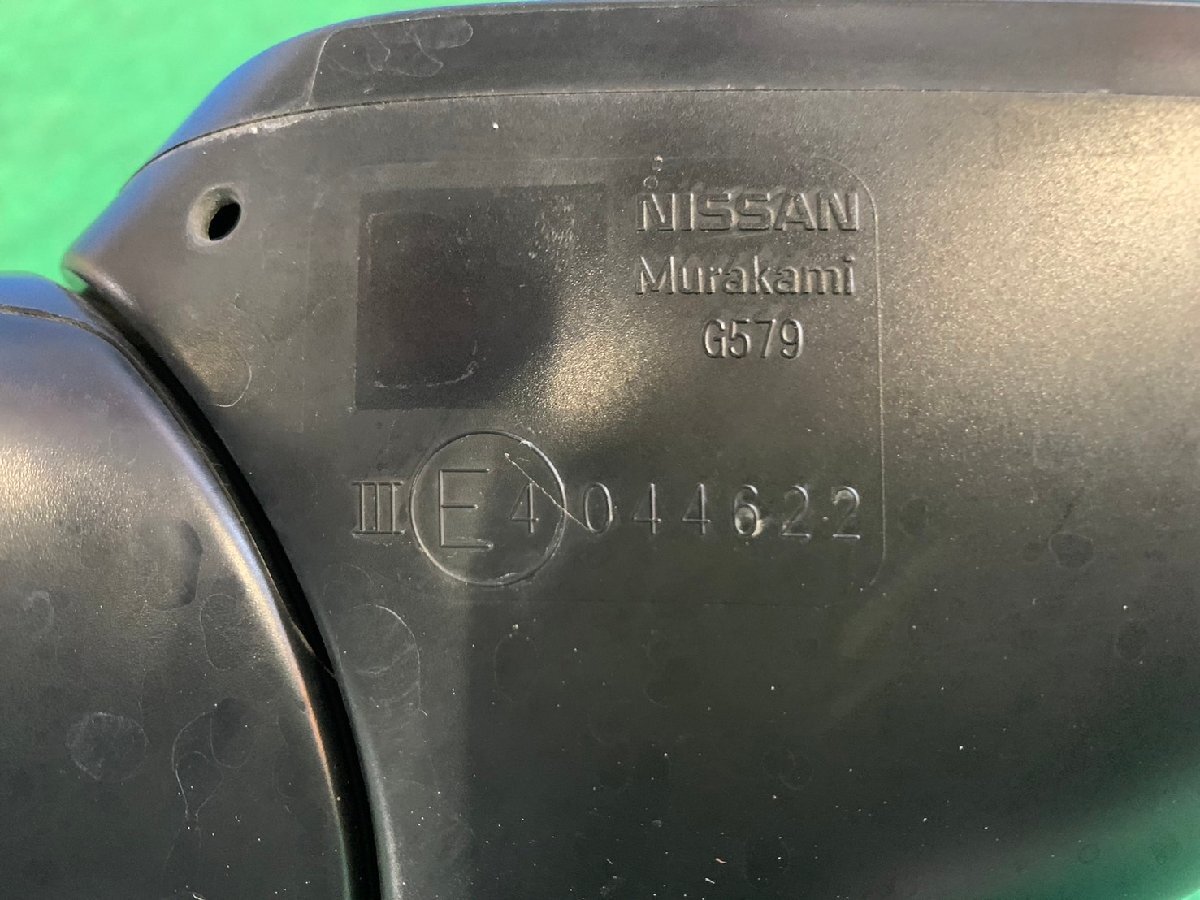 NISSAN
Murakami
G579
III E4 044622